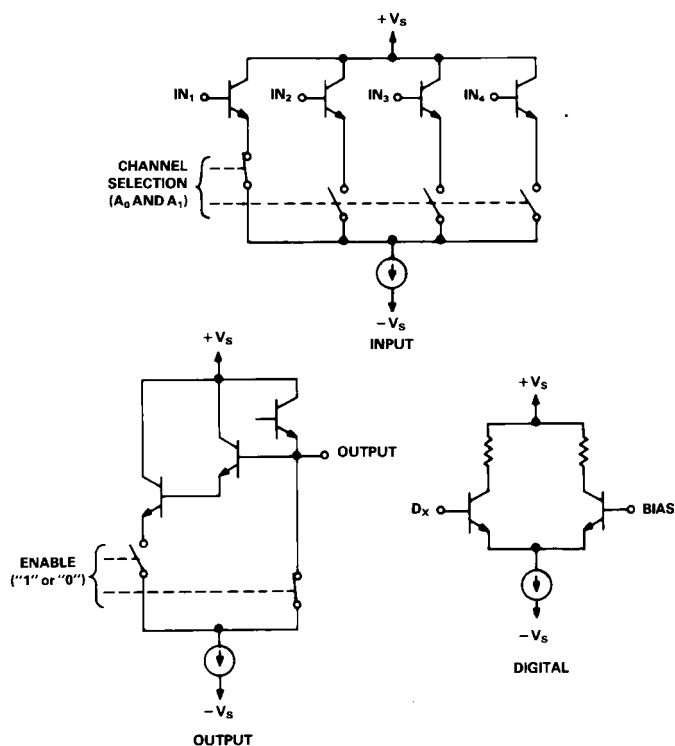 + VS
IN1
IN2
IN3
IN4
CHANNEL
SELECTION
(A0 AND A1)
− VS
INPUT
+ VS
OUTPUT
ENABLE
("1" or "0")
− VS
OUTPUT
+ VS
DX
BIAS
− VS
DIGITAL